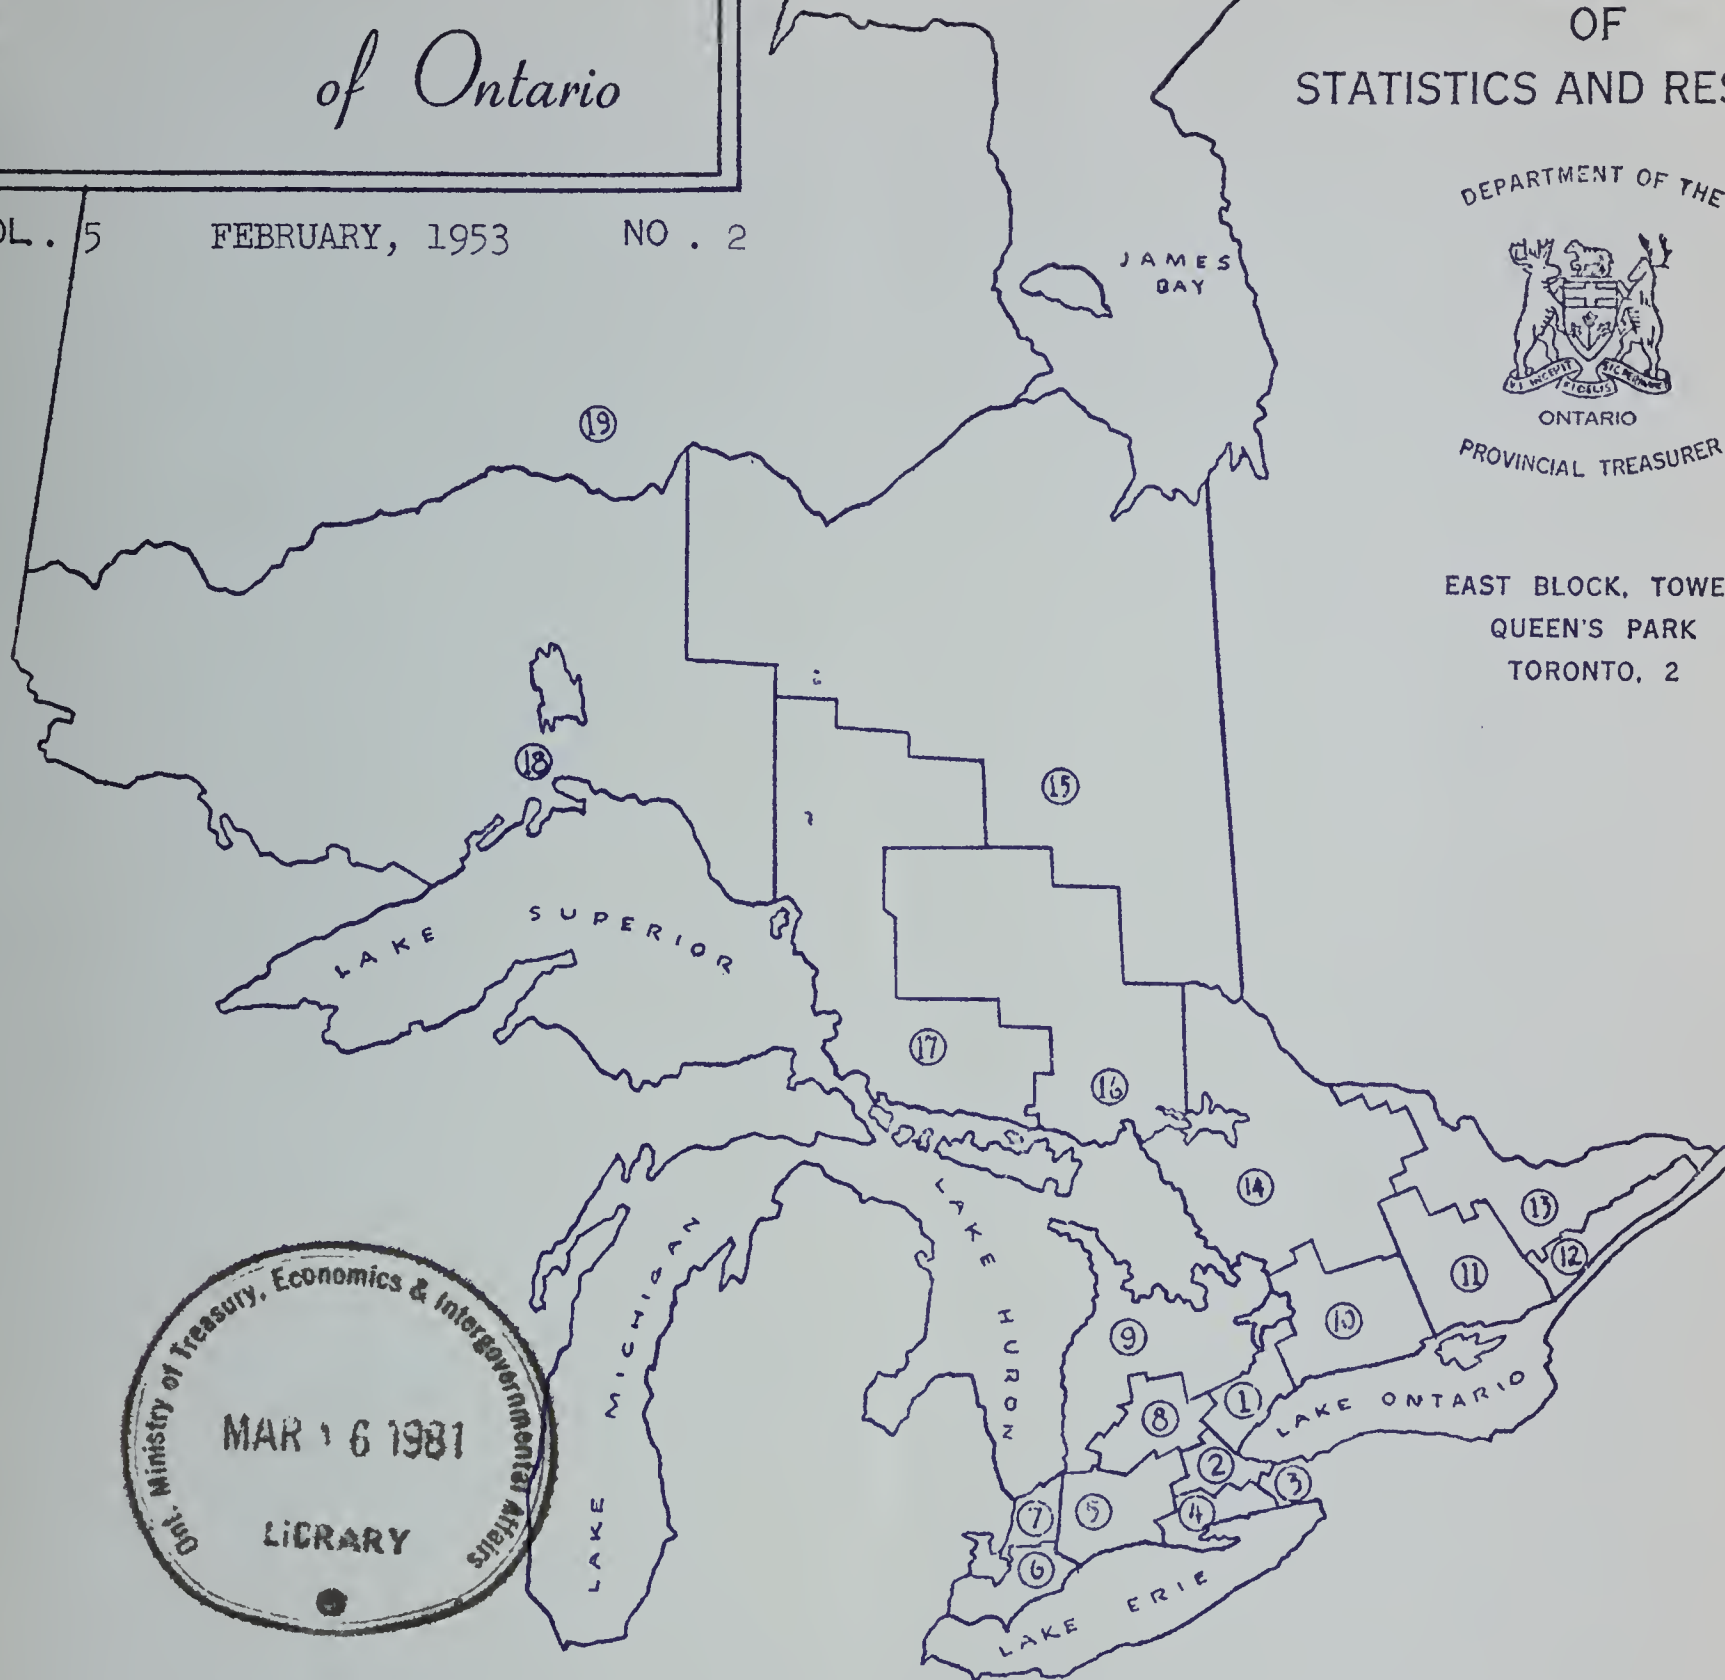 of Ontario
OF
STATISTICS AND RES
5 FEBRUARY, 1953 NO. 2
DEPARTMENT OF THE
ONTARIO
PROVINCIAL TREASURER
EAST BLOCK, TOWE
QUEEN'S PARK
TORONTO, 2
JAMES
BAY
19
18
15
LAKE SUPERIOR
17
16
14
13
12
11
10
9
8
1
2
3
4
5
7
6
LAKE MICHIGAN
LAKE HURON
LAKE ONTARIO
LAKE ERIE
Ont. Ministry of Treasury, Economics & Intergovernmental Affairs
MAR 16 1981
LIBRARY